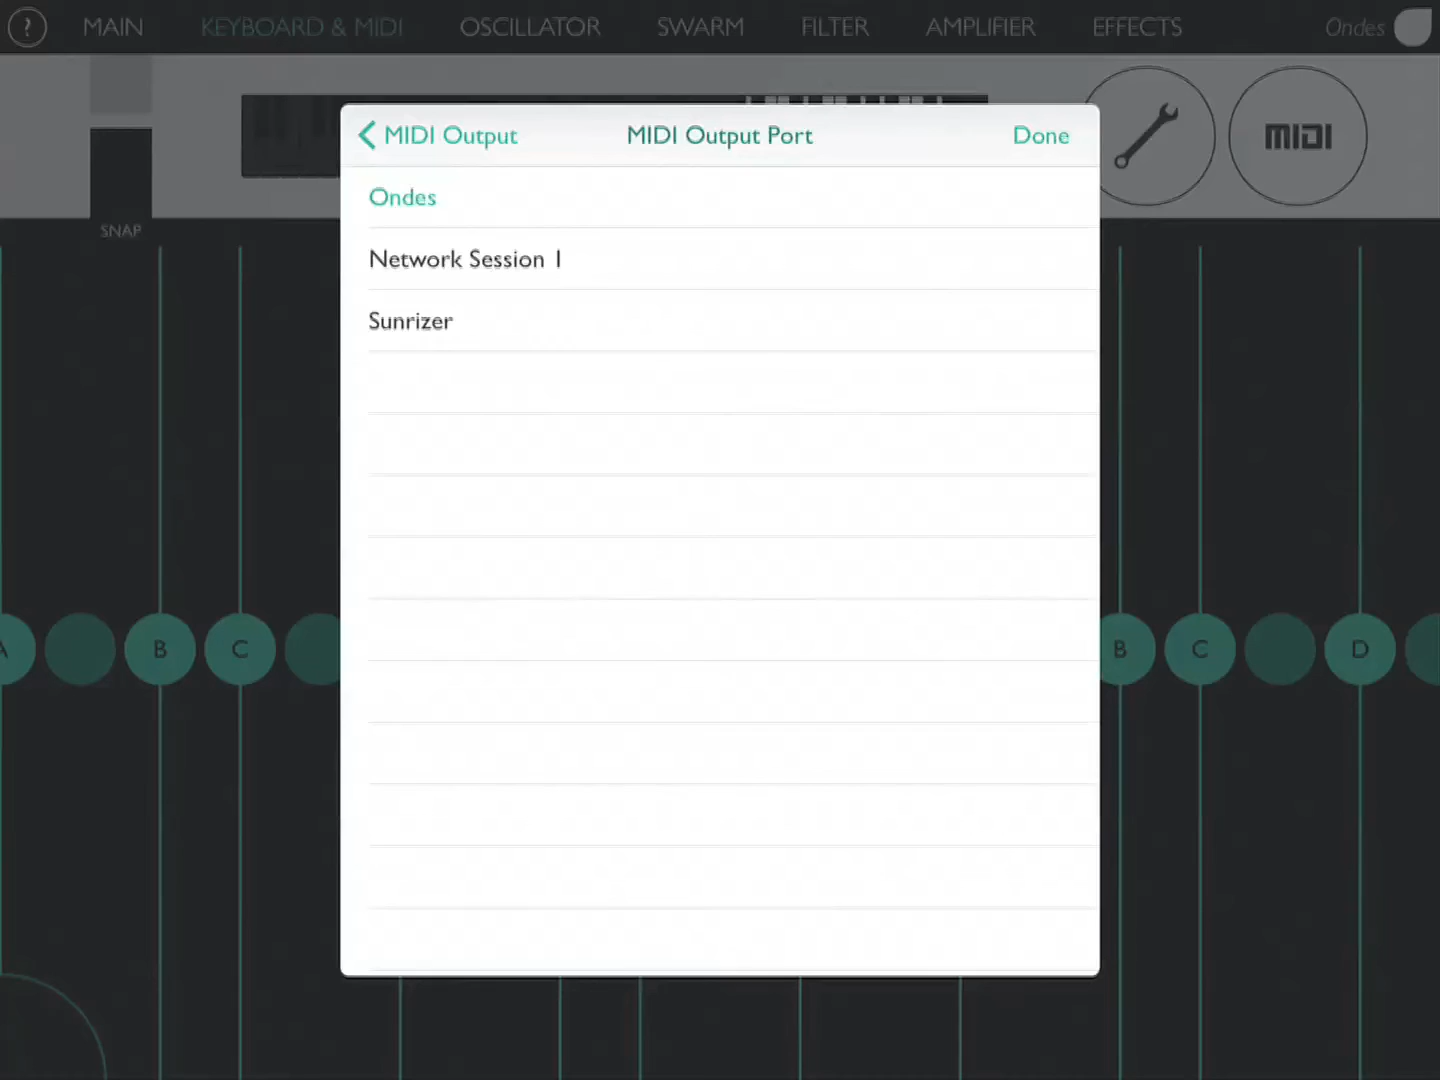 ?
MAIN
KEYBOARD & MIDI
OSCILLATOR
SWARM
FILTER
AMPLIFIER
EFFECTS
Ondes
MIDI
SNAP
MIDI Output
MIDI Output Port
Done
Ondes
Network Session 1
Sunrizer
A
B
C
B
C
D